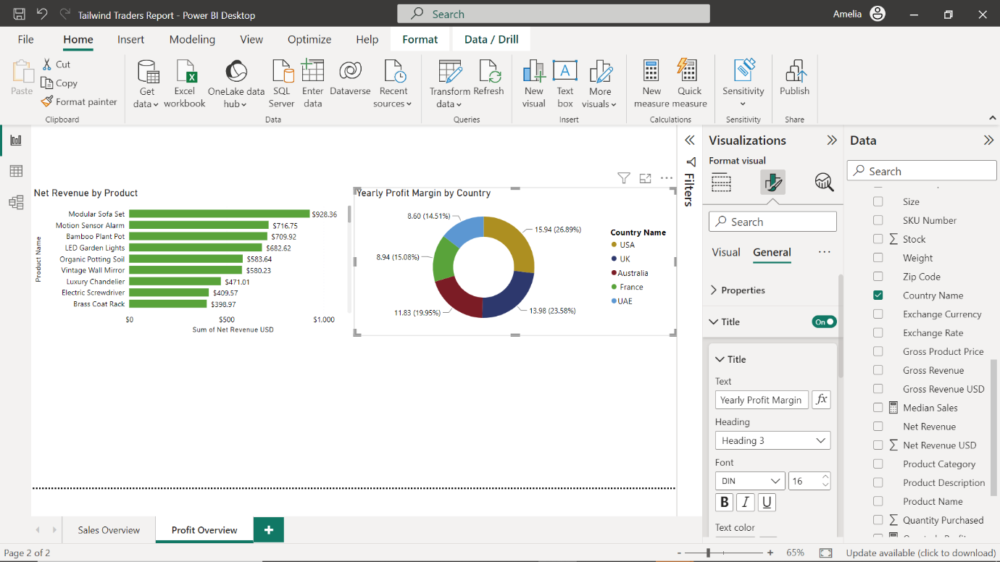 Tailwind Traders Report - Power BI Desktop
Search
Amelia
File
Home
Insert
Modeling
View
Optimize
Help
Format
Data / Drill
Paste
Cut
Copy
Format painter
Clipboard
Get data
Excel workbook
OneLake data hub
SQL Server
Enter data
Dataverse
Recent sources
Data
Transform data
Refresh
Queries
New visual
Text box
More visuals
Insert
New measure
Quick measure
Calculations
Sensitivity
Sensitivity
Publish
Share
Net Revenue by Product
Product Name
Modular Sofa Set $928.36
Motion Sensor Alarm $716.75
Bamboo Plant Pot $709.92
LED Garden Lights $682.62
Organic Potting Soil $583.64
Vintage Wall Mirror $580.23
Luxury Chandelier $471.01
Electric Screwdriver $409.57
Brass Coat Rack $398.97
$0 $500 $1.000
Sum of Net Revenue USD
Yearly Profit Margin by Country
8.60 (14.51%)
15.94 (26.89%)
8.94 (15.08%)
11.83 (19.95%)
13.98 (23.58%)
Country Name
USA
UK
Australia
France
UAE
Filters
Visualizations
Format visual
Search
Visual
General
Properties
Title
On
Title
Text
Yearly Profit Margin
fx
Heading
Heading 3
Font
DIN
16
B I U
Text color
Data
Search
Size
SKU Number
Stock
Weight
Zip Code
Country Name
Exchange Currency
Exchange Rate
Gross Product Price
Gross Revenue
Gross Revenue USD
Median Sales
Net Revenue
Net Revenue USD
Product Category
Product Description
Product Name
Quantity Purchased
Sales Overview
Profit Overview
Page 2 of 2
- + 65%
Update available (click to download)